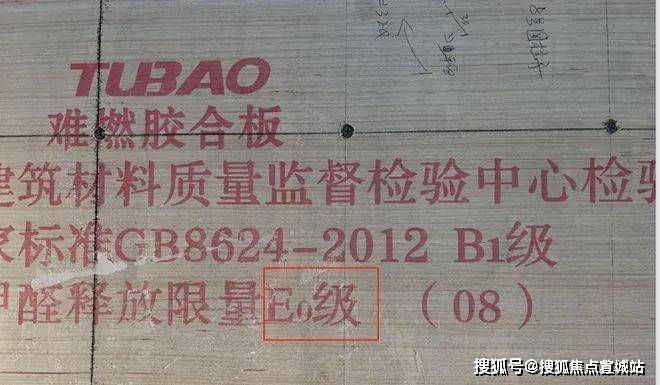 TUBAO
难燃胶合板
建筑材料质量监督检验中心检验
家标准GB8624-2012 B1级
甲醛释放限量E0级 (08)
搜狐号@搜狐焦点宣城站